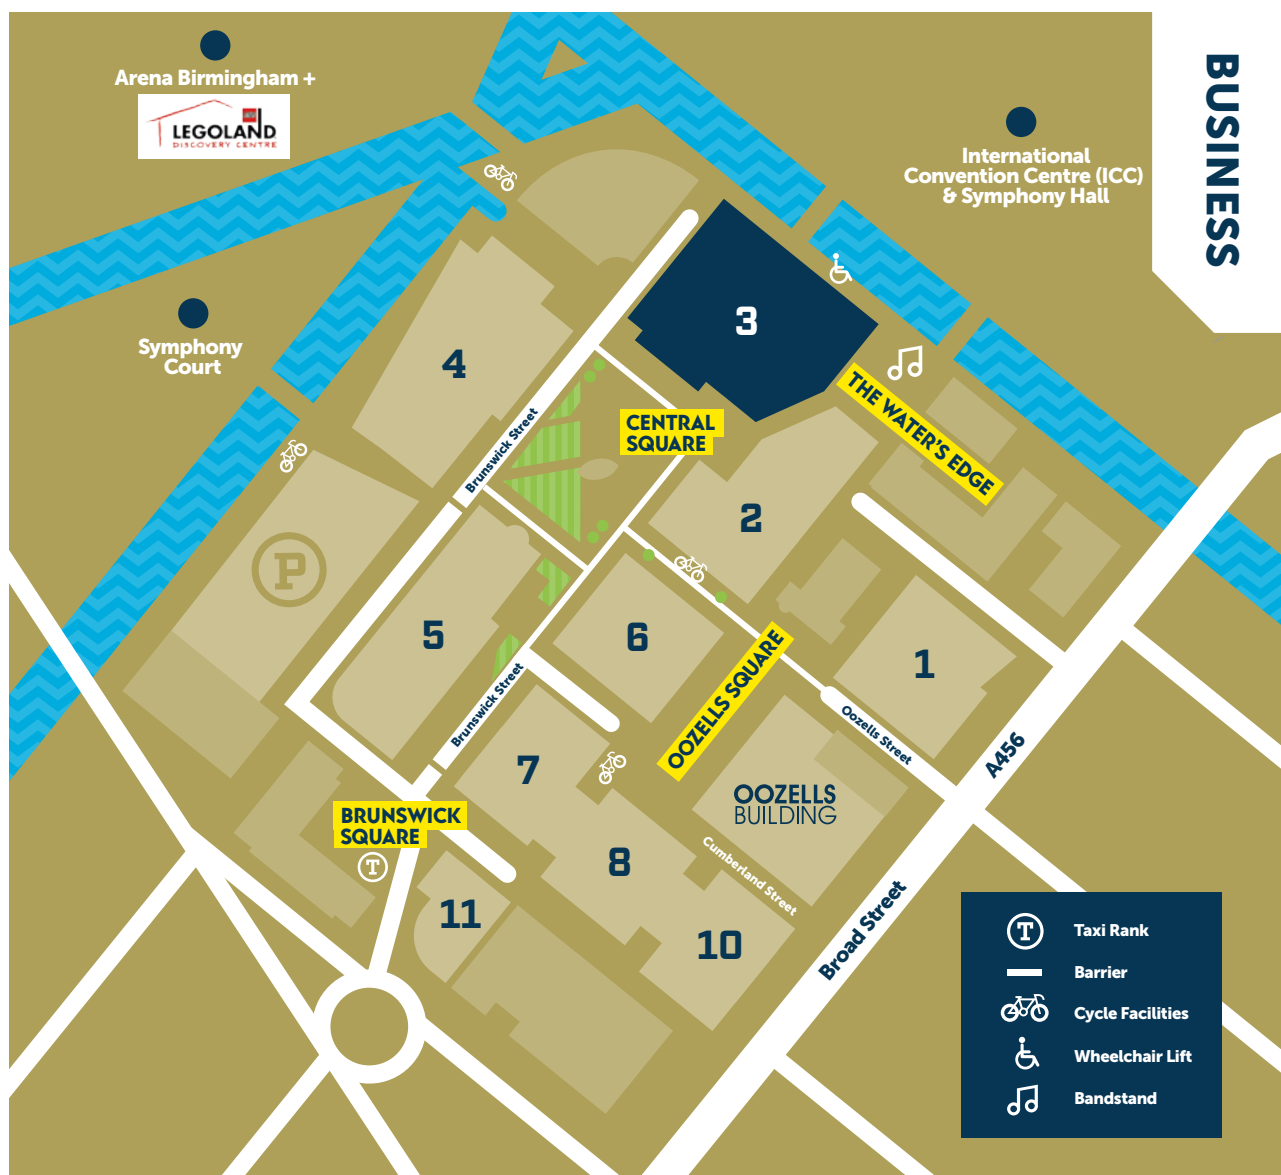 BUSINESS
Arena Birmingham +
LEGO
LEGOLAND
DISCOVERY CENTRE
International
Convention Centre (ICC)
& Symphony Hall
Symphony
Court
3
4
THE WATER'S EDGE
CENTRAL
SQUARE
Brunswick Street
2
P
5
6
1
OOZELLS SQUARE
Brunswick Street
Oozells Street
A456
7
OOZELLS
BUILDING
BRUNSWICK
SQUARE
T
8
Cumberland Street
11
10
Broad Street
T
Taxi Rank
Barrier
Cycle Facilities
Wheelchair Lift
Bandstand